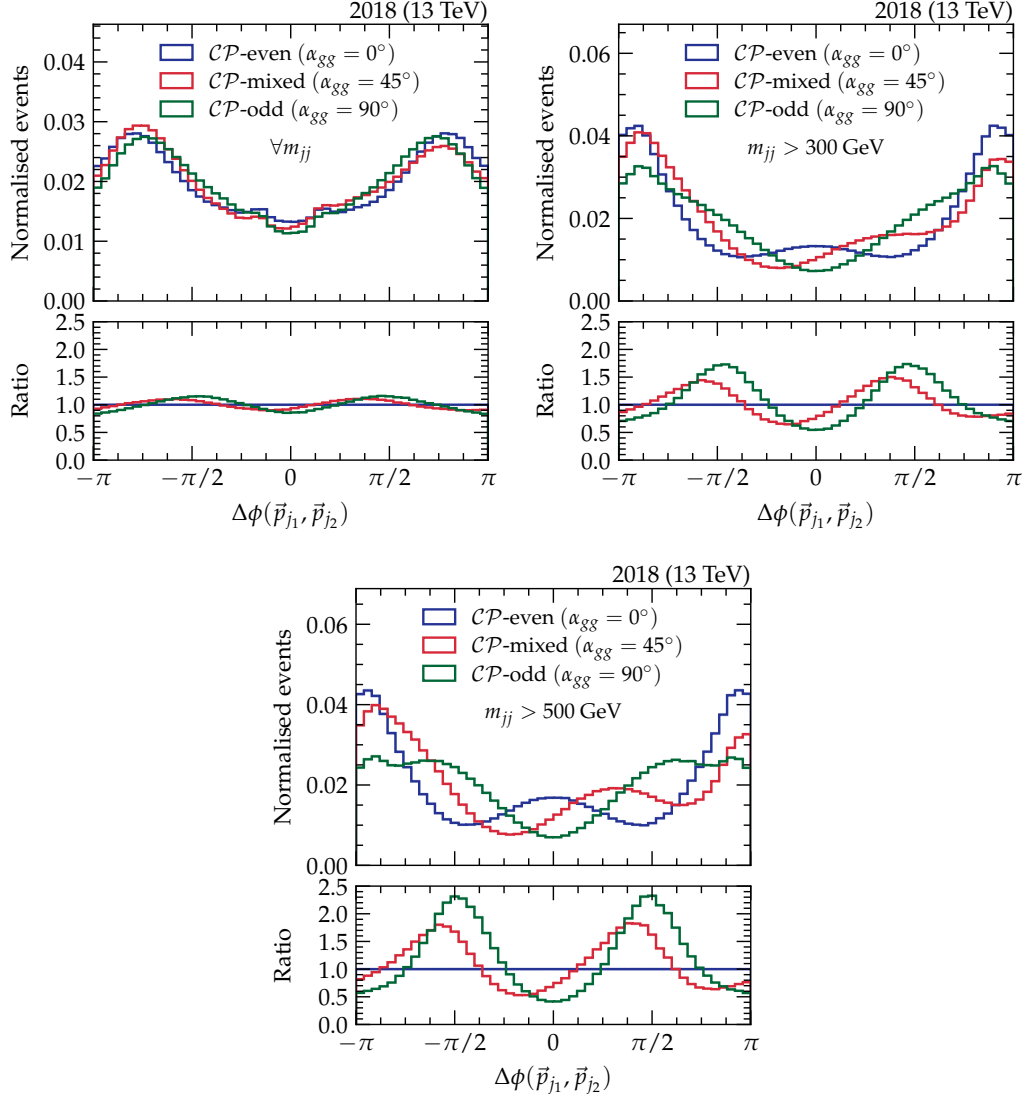 2018 (13 TeV)
𝒞𝒫-even (α_gg = 0°)
𝒞𝒫-mixed (α_gg = 45°)
𝒞𝒫-odd (α_gg = 90°)
∀m_jj
Normalised events
0.04
0.03
0.02
0.01
0.00
Ratio
2.5
2.0
1.5
1.0
0.5
0.0
−π
−π/2
0
π/2
π
Δϕ(p⃗_j₁, p⃗_j₂)
2018 (13 TeV)
𝒞𝒫-even (α_gg = 0°)
𝒞𝒫-mixed (α_gg = 45°)
𝒞𝒫-odd (α_gg = 90°)
m_jj > 300 GeV
Normalised events
0.06
0.04
0.02
0.00
Ratio
2.5
2.0
1.5
1.0
0.5
0.0
−π
−π/2
0
π/2
π
Δϕ(p⃗_j₁, p⃗_j₂)
2018 (13 TeV)
𝒞𝒫-even (α_gg = 0°)
𝒞𝒫-mixed (α_gg = 45°)
𝒞𝒫-odd (α_gg = 90°)
m_jj > 500 GeV
Normalised events
0.06
0.04
0.02
0.00
Ratio
2.5
2.0
1.5
1.0
0.5
0.0
−π
−π/2
0
π/2
π
Δϕ(p⃗_j₁, p⃗_j₂)